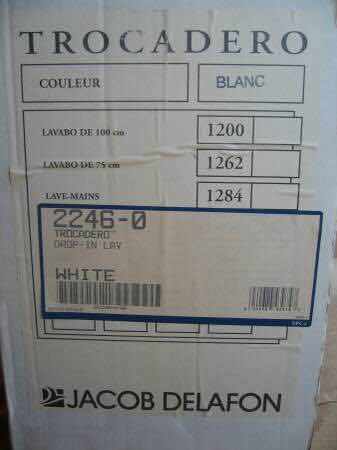 TROCADERO
COULEUR BLANC
LAVABO DE 100 cm 1200
LAVABO DE 75 cm 1262
LAVE-MAINS 1284
2246-0
TROCADERO™
DROP-IN LAV
WHITE
JACOB DELAFON